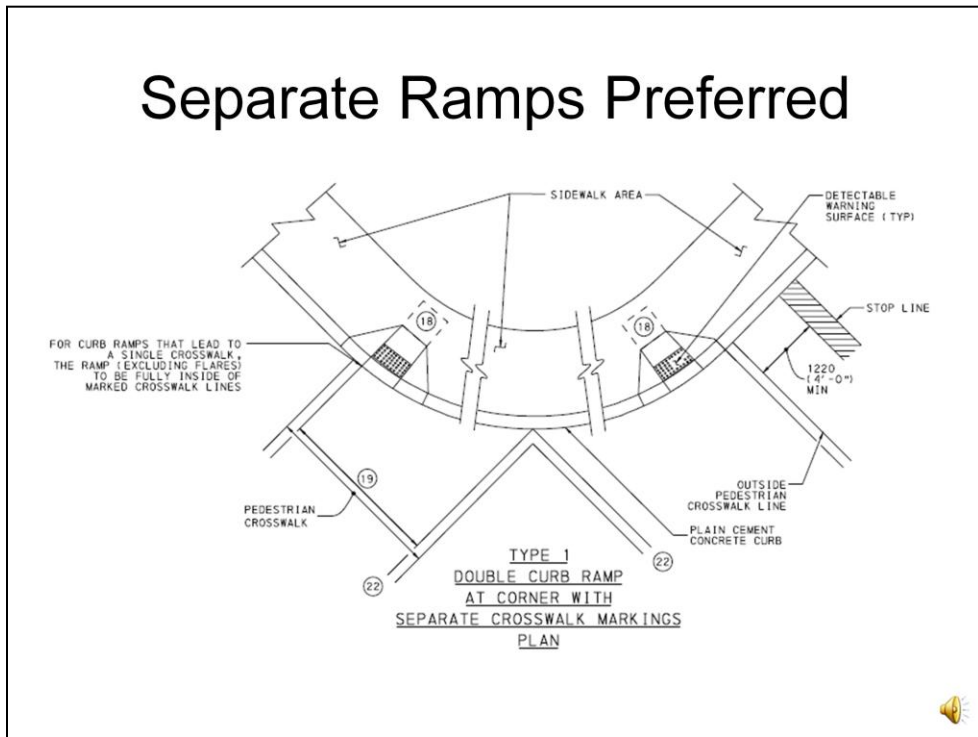 Separate Ramps Preferred
SIDEWALK AREA
DETECTABLE
WARNING
SURFACE (TYP)
18
18
STOP LINE
FOR CURB RAMPS THAT LEAD TO
A SINGLE CROSSWALK,
THE RAMP (EXCLUDING FLARES)
TO BE FULLY INSIDE OF
MARKED CROSSWALK LINES
1220
(4'-0")
MIN
19
PEDESTRIAN
CROSSWALK
OUTSIDE
PEDESTRIAN
CROSSWALK LINE
PLAIN CEMENT
CONCRETE CURB
22
22
TYPE 1
DOUBLE CURB RAMP
AT CORNER WITH
SEPARATE CROSSWALK MARKINGS
PLAN